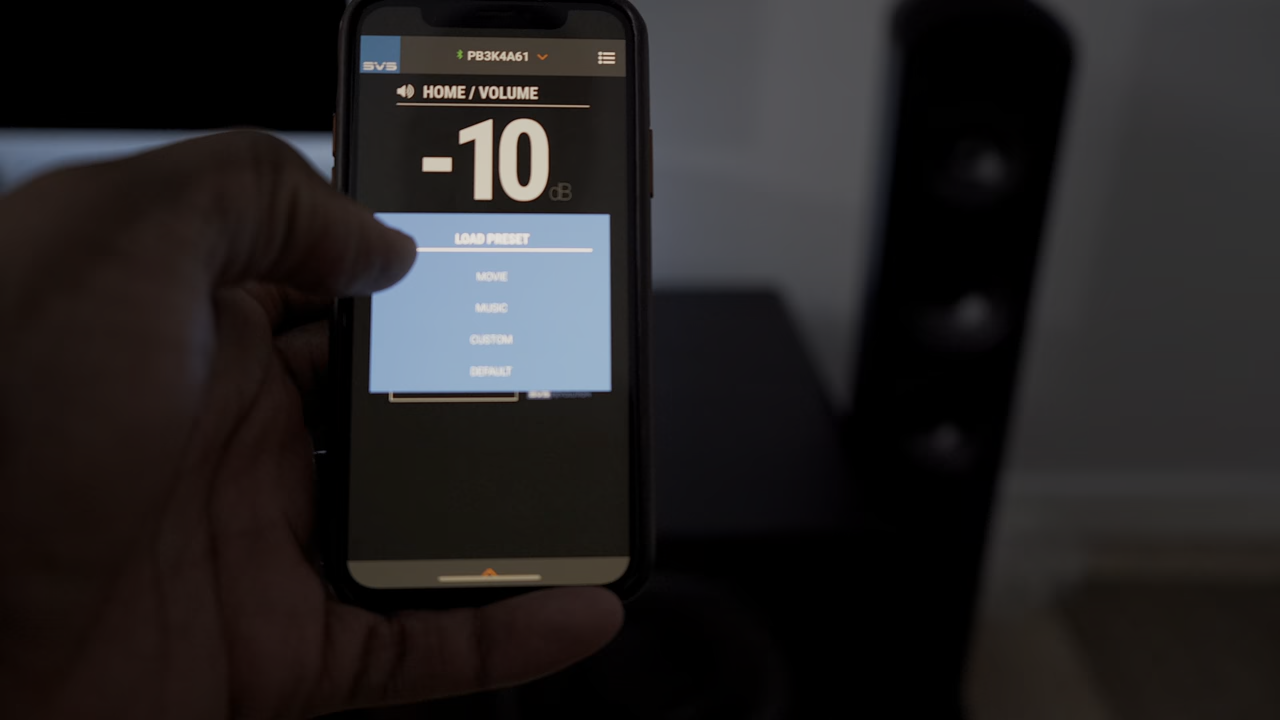 SVS
PB3K4A61
HOME / VOLUME
-10 dB
LOAD PRESET
MOVIE
MUSIC
CUSTOM
DEFAULT